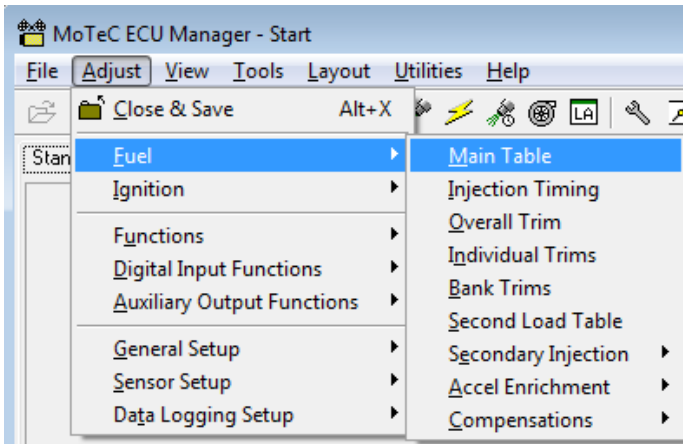 MoTeC ECU Manager - Start
File Adjust View Tools Layout Utilities Help
Close & Save Alt+X
LA
Stan
Fuel
Ignition
Functions
Digital Input Functions
Auxiliary Output Functions
General Setup
Sensor Setup
Data Logging Setup
Main Table
Injection Timing
Overall Trim
Individual Trims
Bank Trims
Second Load Table
Secondary Injection
Accel Enrichment
Compensations